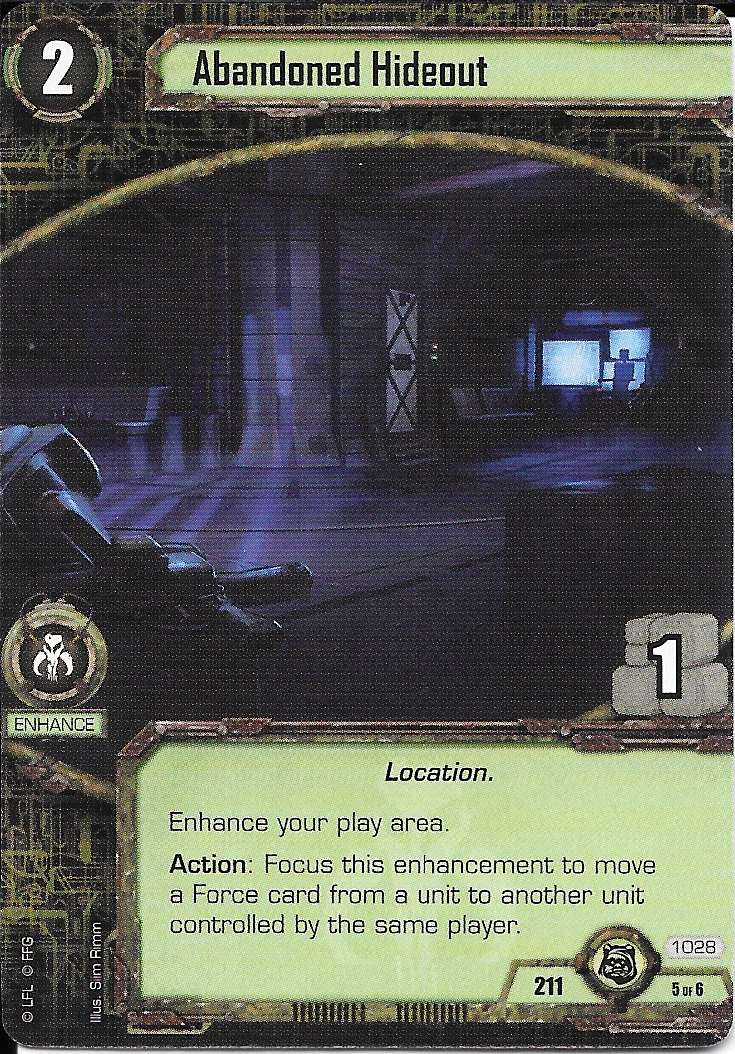 2
Abandoned Hideout
1
ENHANCE
Location.
Enhance your play area.
Action: Focus this enhancement to move
a Force card from a unit to another unit
controlled by the same player.
1028
211
5 OF 6
© LFL © FFG
Illus. Slim Rimm